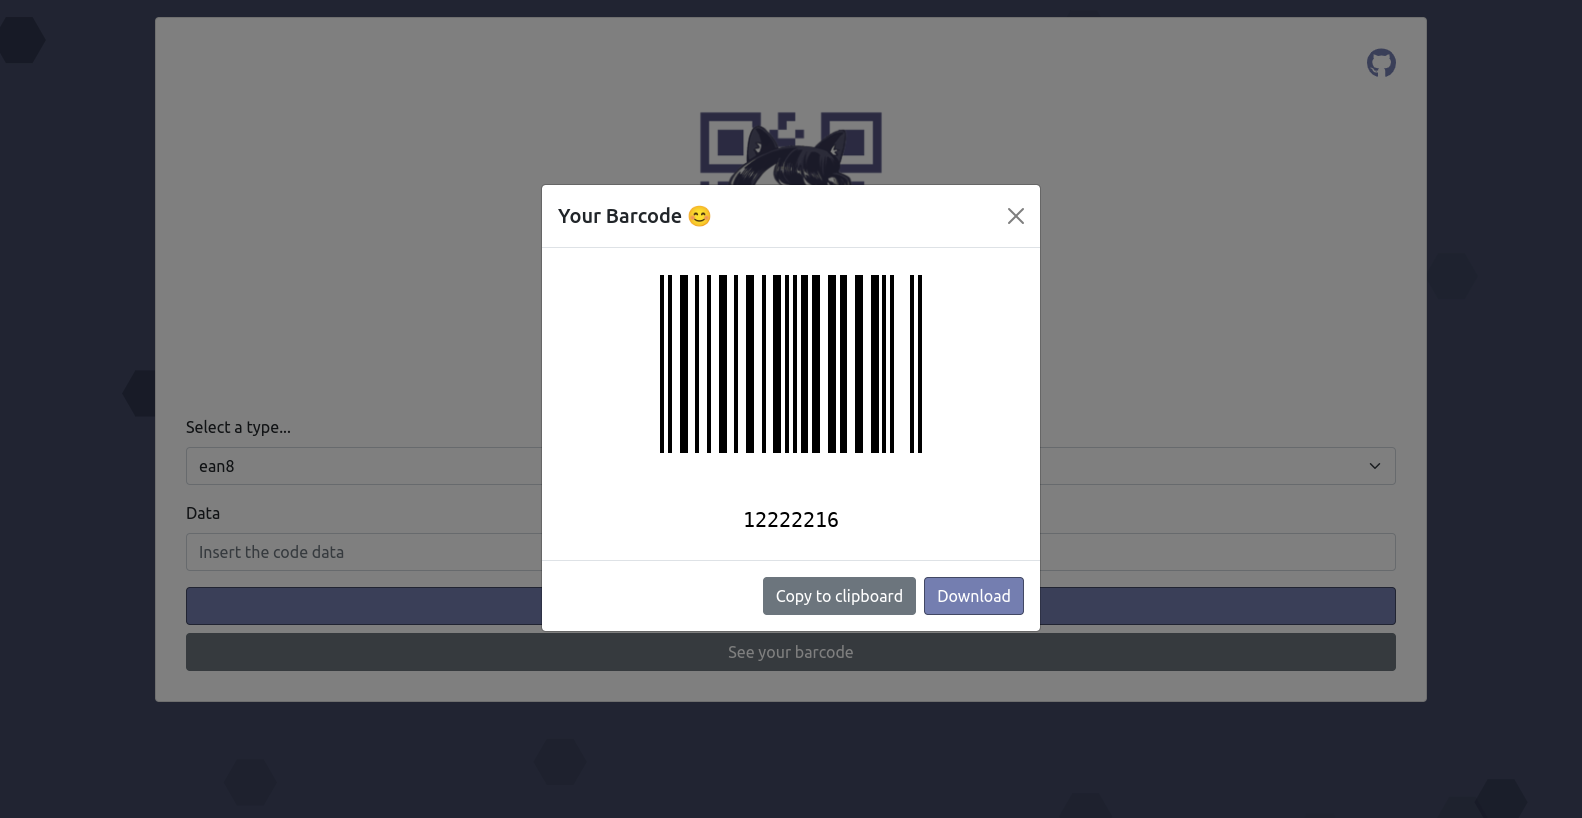 Your Barcode 😊
12222216
Copy to clipboard
Download
Select a type...
ean8
Data
Insert the code data
See your barcode